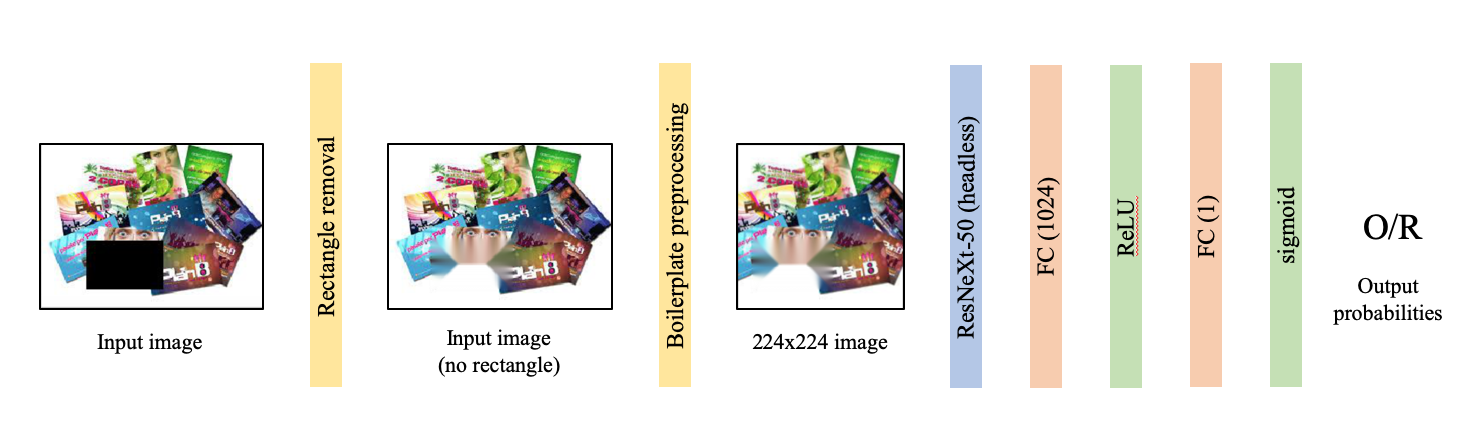 Input image
Rectangle removal
Input image
(no rectangle)
Boilerplate preprocessing
224x224 image
ResNeXt-50 (headless)
FC (1024)
ReLU
FC (1)
sigmoid
O/R
Output
probabilities